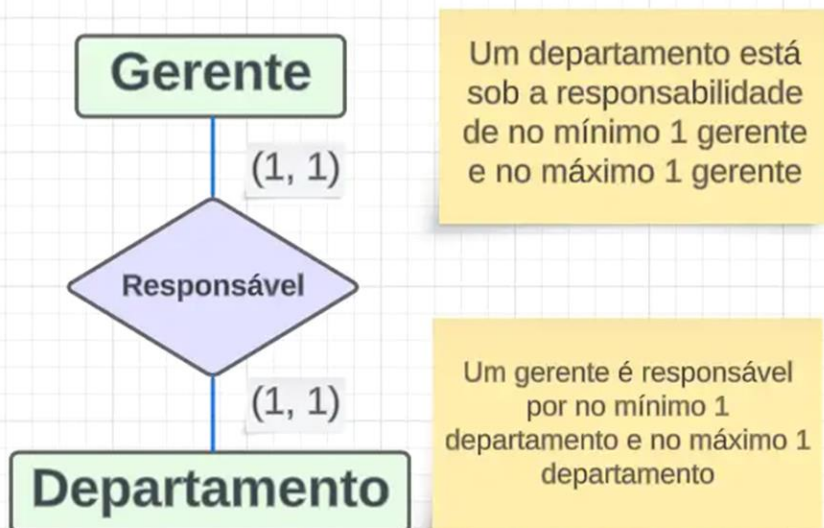 Gerente
(1, 1)
Responsável
(1, 1)
Departamento
Um departamento está
sob a responsabilidade
de no mínimo 1 gerente
e no máximo 1 gerente
Um gerente é responsável
por no mínimo 1
departamento e no máximo 1
departamento